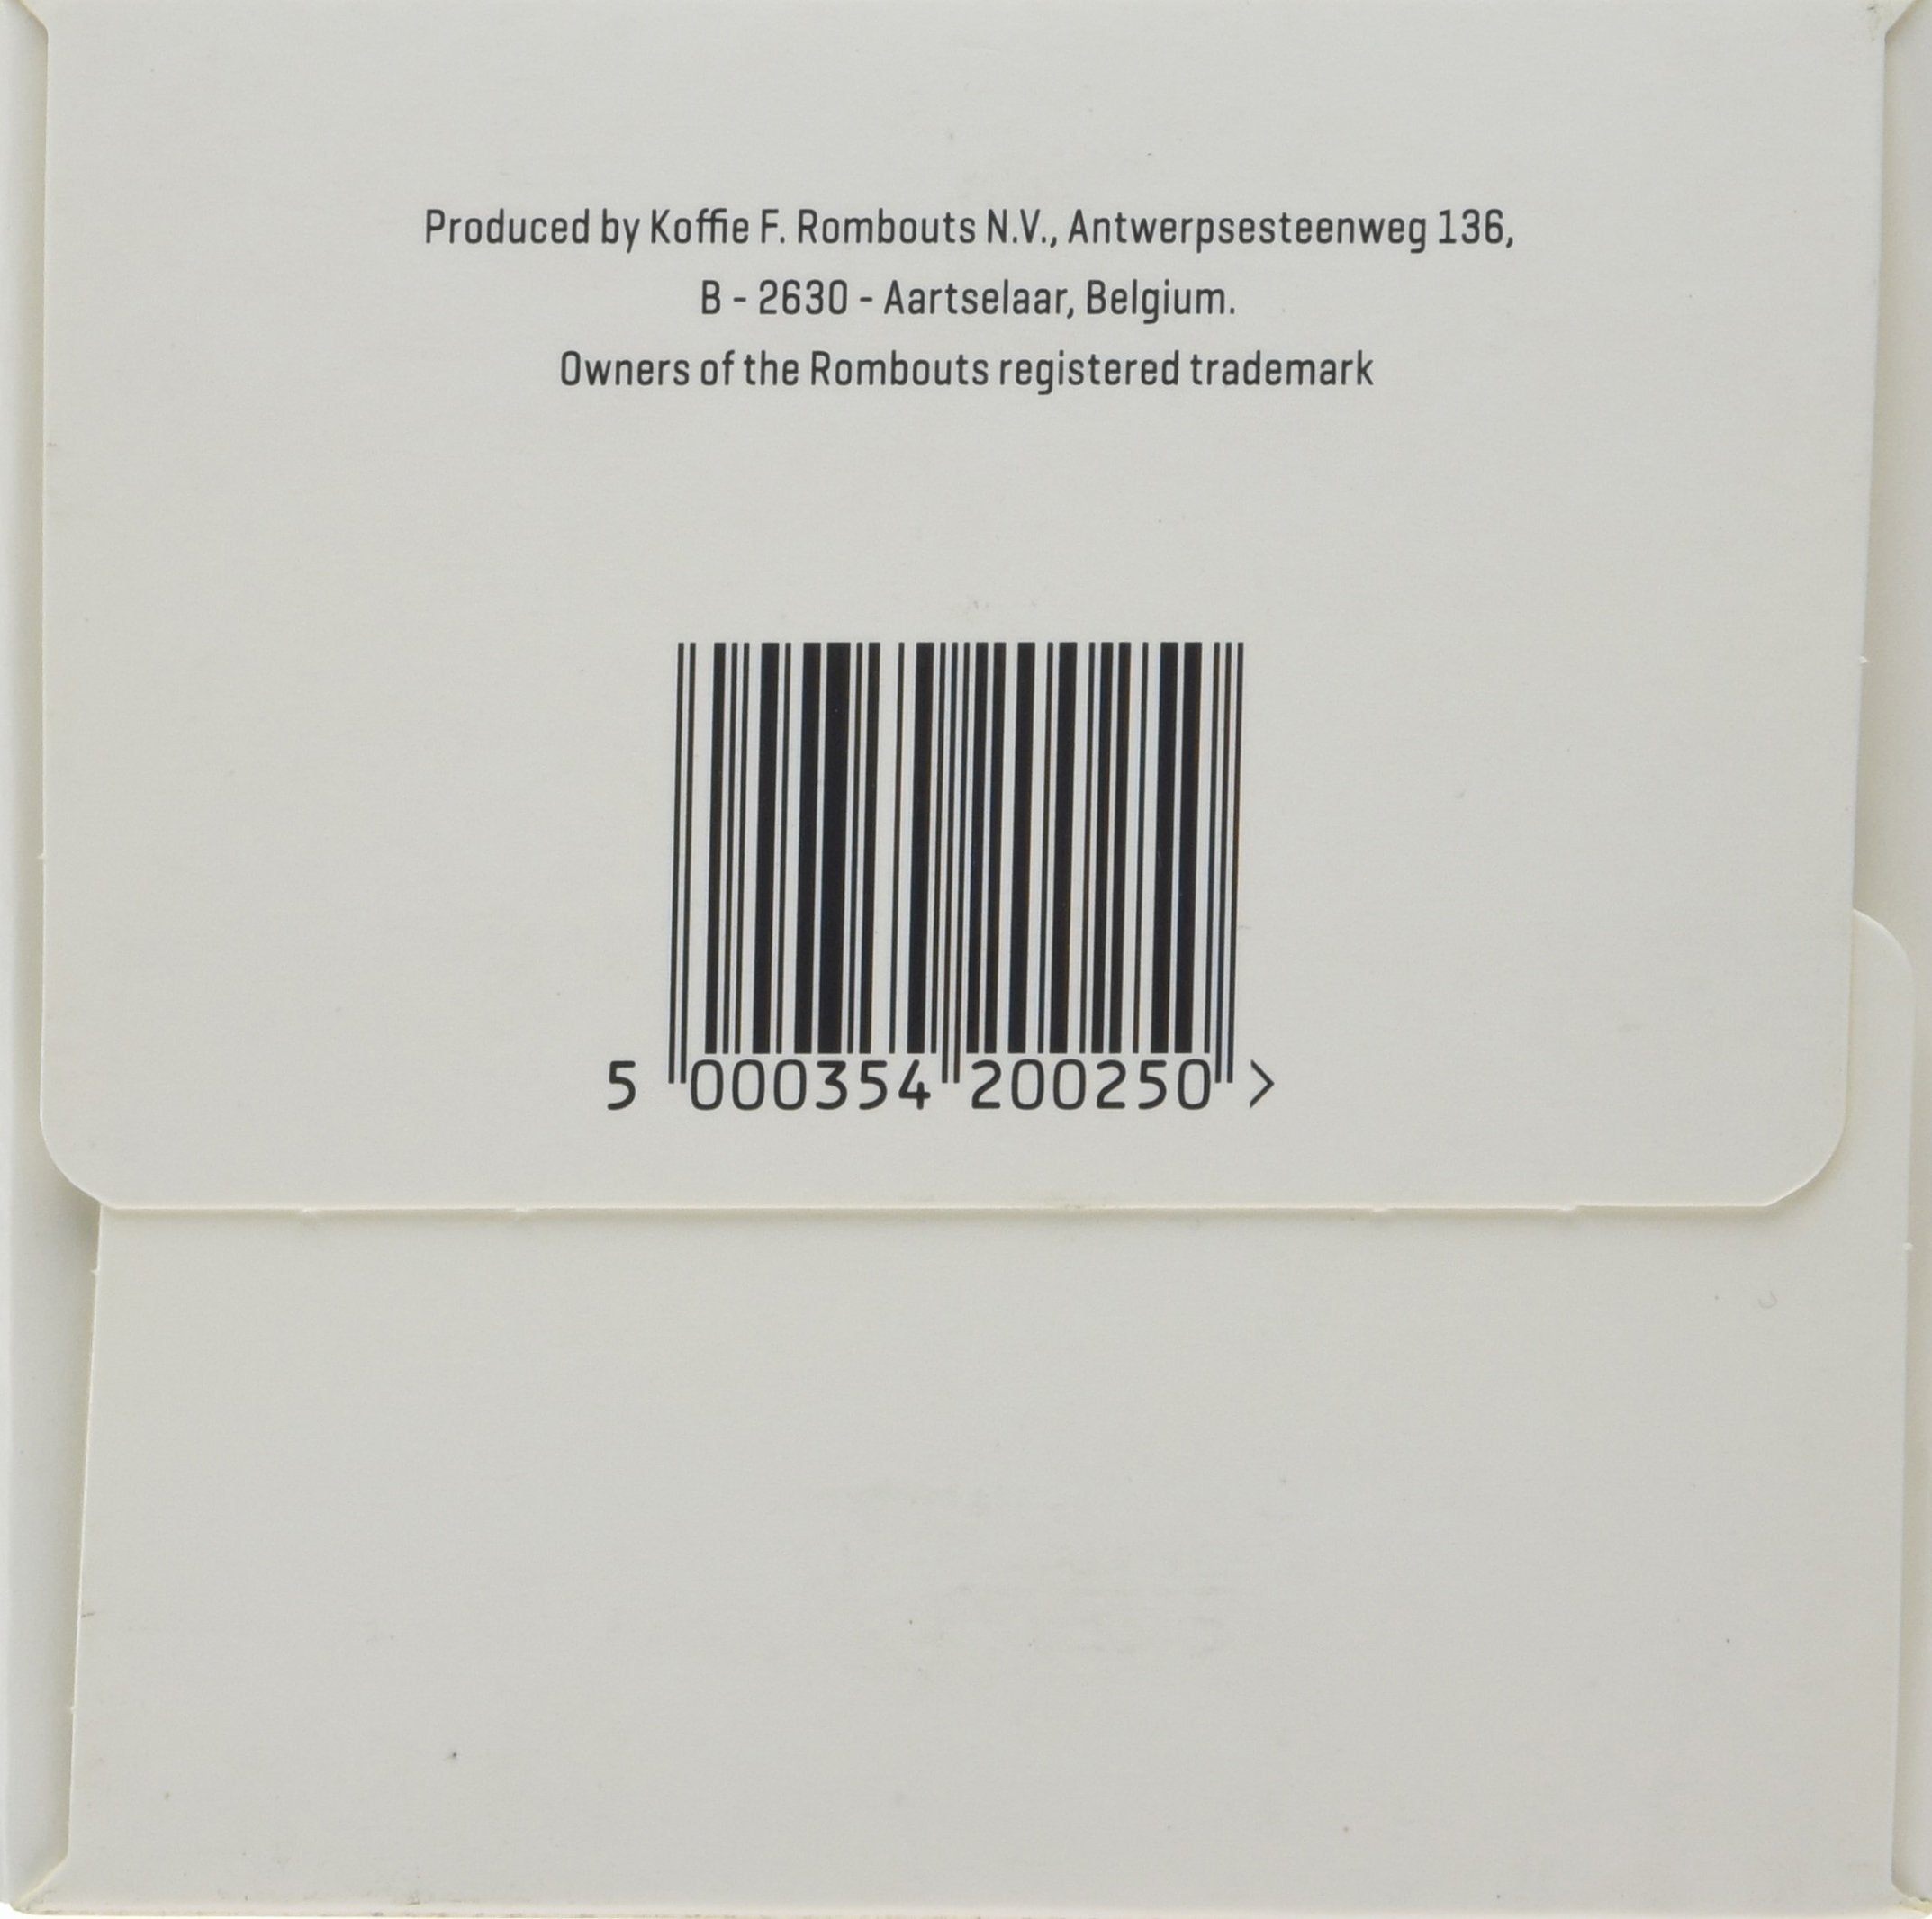 Produced by Koffie F. Rombouts N.V., Antwerpsesteenweg 136,
B - 2630 - Aartselaar, Belgium.
Owners of the Rombouts registered trademark
5 000354 200250 >